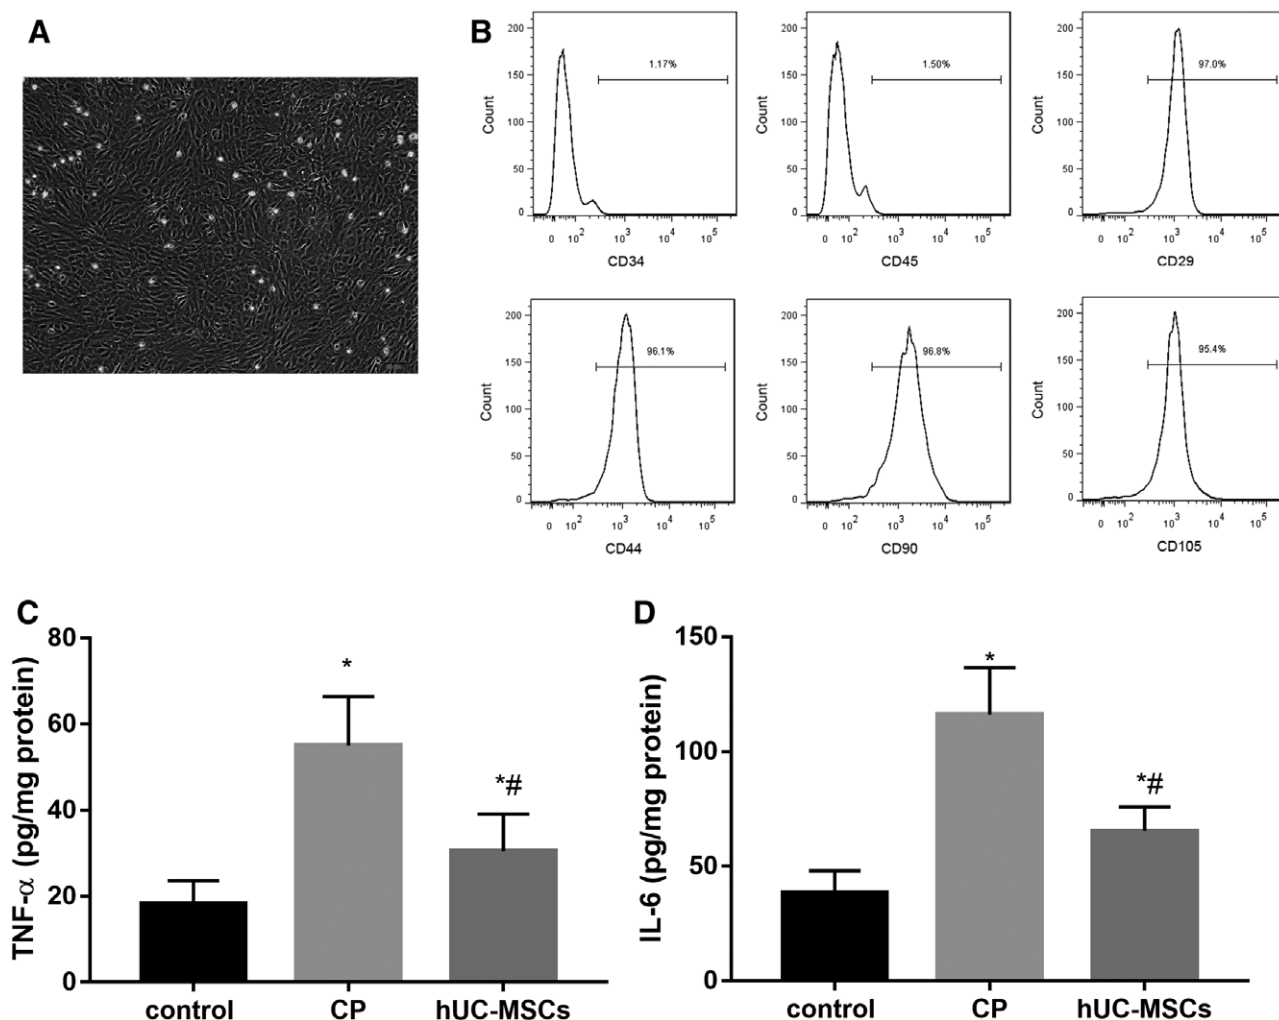 A
B
200
150
100
50
0
Count
1.17%
0 10² 10³ 10⁴ 10⁵
CD34
200
150
100
50
0
Count
1.50%
0 10² 10³ 10⁴ 10⁵
CD45
200
150
100
50
0
Count
97.0%
0 10² 10³ 10⁴ 10⁵
CD29
200
150
100
50
0
Count
96.1%
0 10² 10³ 10⁴ 10⁵
CD44
200
150
100
50
0
Count
96.8%
0 10² 10³ 10⁴ 10⁵
CD90
200
150
100
50
0
Count
95.4%
0 10² 10³ 10⁴ 10⁵
CD105
C
TNF-α (pg/mg protein)
80
60
40
20
0
*
*#
control CP hUC-MSCs
D
IL-6 (pg/mg protein)
150
100
50
0
*
*#
control CP hUC-MSCs